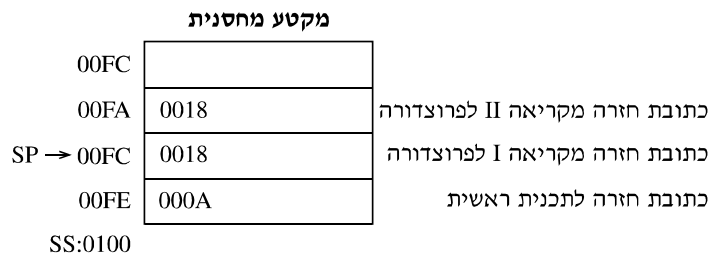 מקטע מחסנית
00FC
00FA 0018 כתובת חזרה מקריאה II לפרוצדורה
SP → 00FC 0018 כתובת חזרה מקריאה I לפרוצדורה
00FE 000A כתובת חזרה לתכנית ראשית
SS:0100